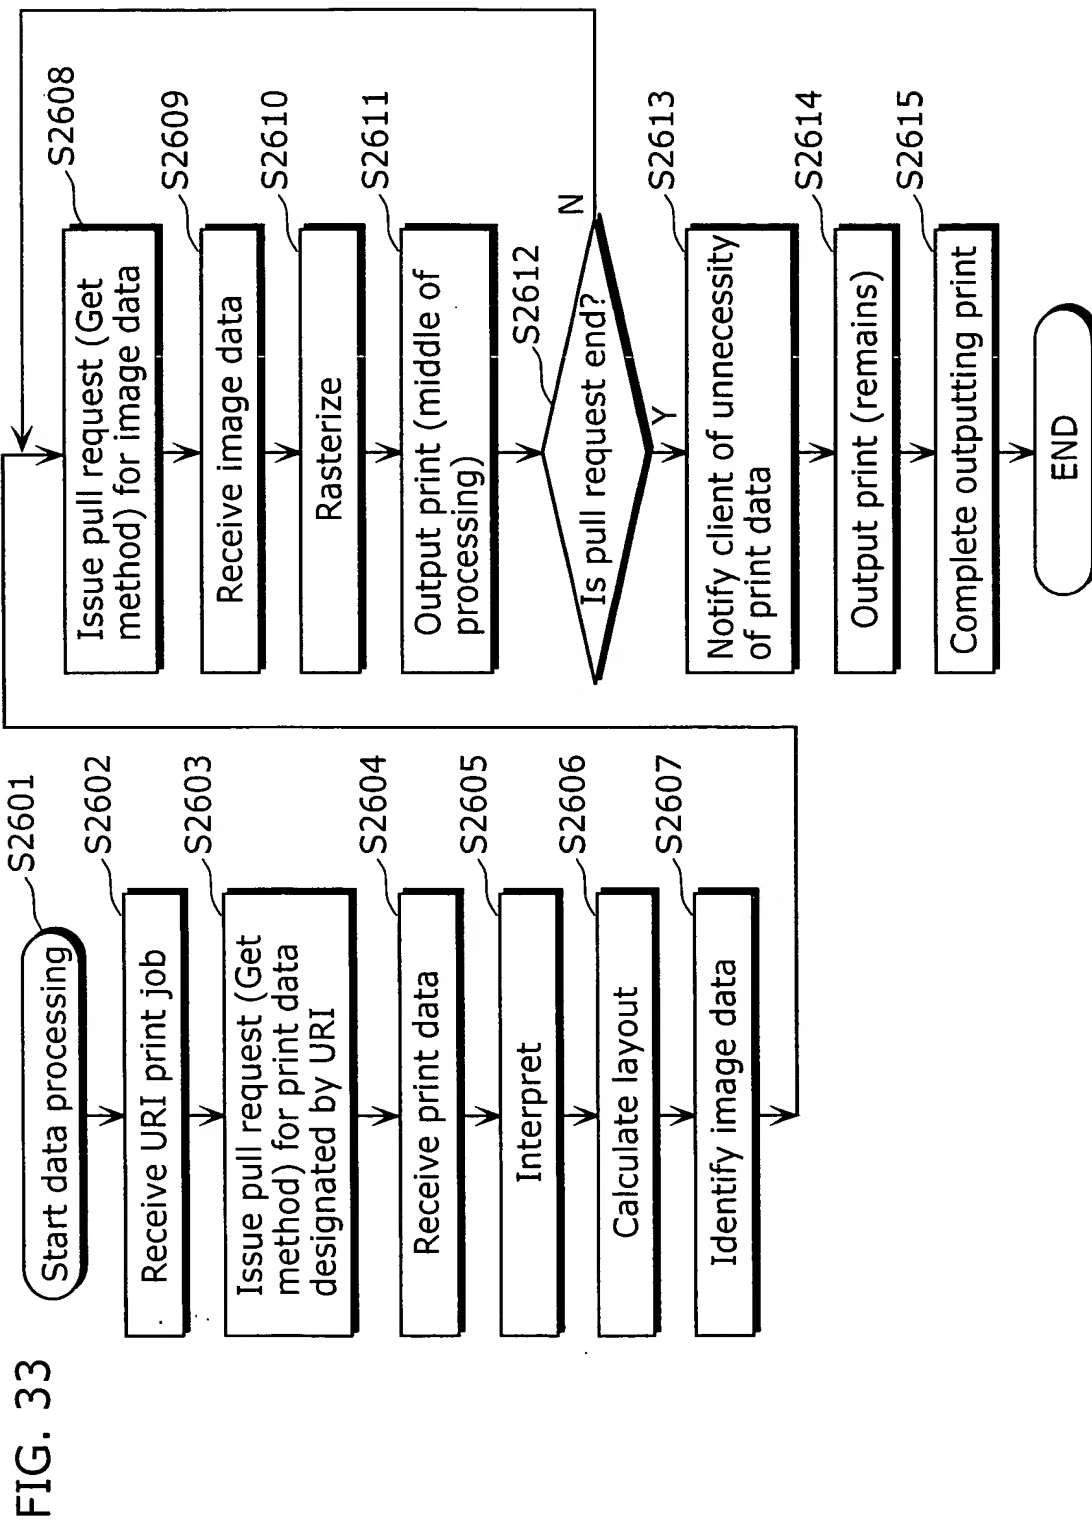 FIG. 33
S2601
Start data processing
S2602
Receive URI print job
S2603
Issue pull request (Get
method) for print data
designated by URI
S2604
Receive print data
S2605
Interpret
S2606
Calculate layout
S2607
Identify image data
S2608
Issue pull request (Get
method) for image data
S2609
Receive image data
S2610
Rasterize
S2611
Output print (middle of
processing)
S2612
Is pull request end?
N
Y
S2613
Notify client of unnecessity
of print data
S2614
Output print (remains)
S2615
Complete outputting print
END